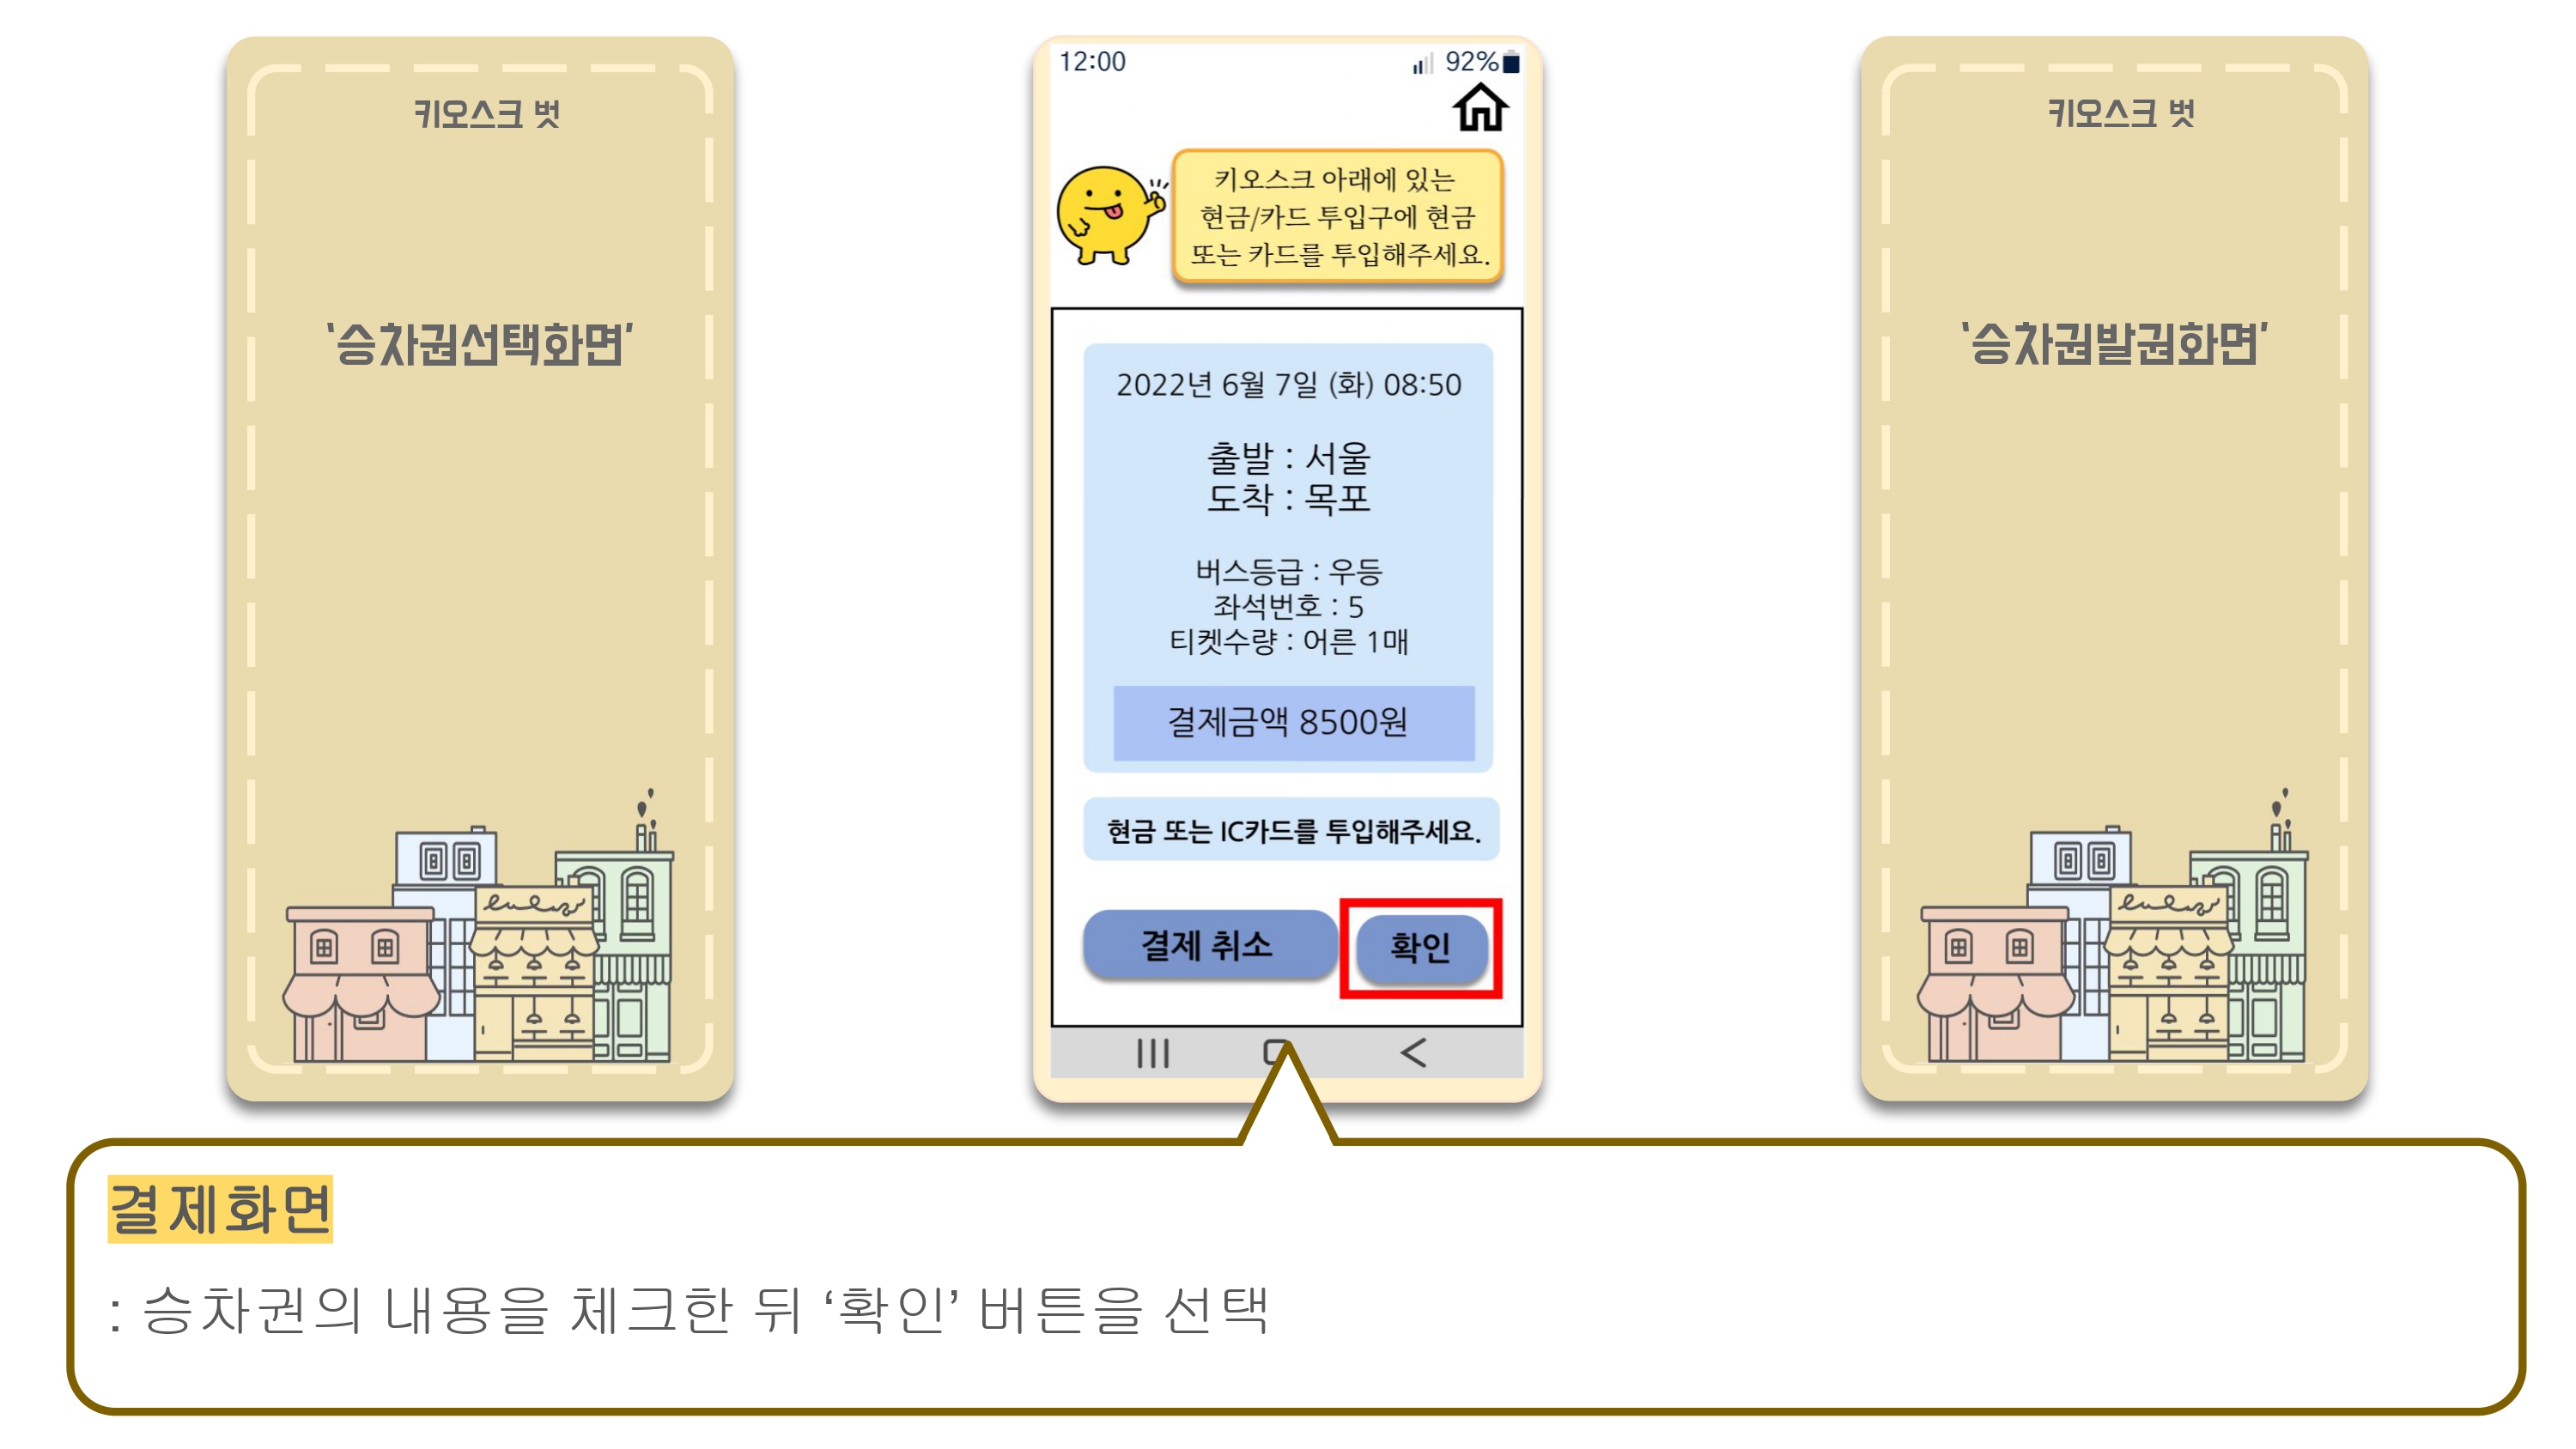 키오스크 벗
‘승차권선택화면’
12:00
92%
키오스크 아래에 있는
현금/카드 투입구에 현금
또는 카드를 투입해주세요.
2022년 6월 7일 (화) 08:50
출발 : 서울
도착 : 목포
버스등급 : 우등
좌석번호 : 5
티켓수량 : 어른 1매
결제금액 8500원
현금 또는 IC카드를 투입해주세요.
결제 취소
확인
키오스크 벗
‘승차권발권화면’
결제화면
: 승차권의 내용을 체크한 뒤 ‘확인’ 버튼을 선택